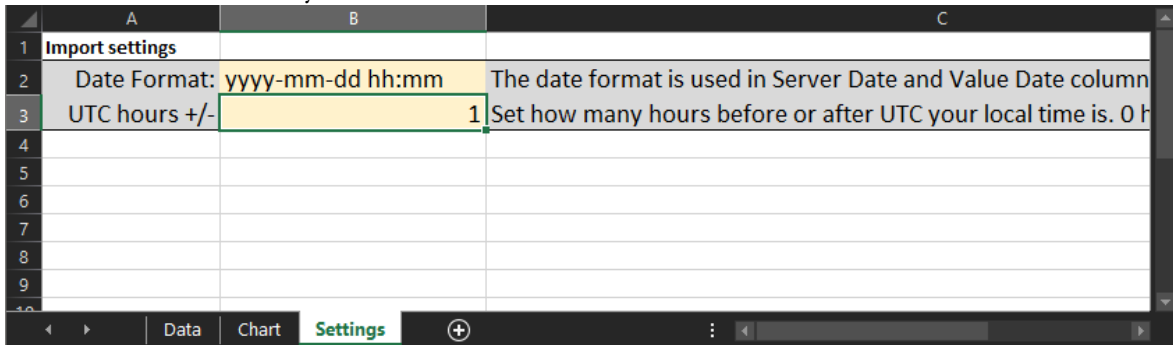 A B C
1 Import settings
2 Date Format: yyyy-mm-dd hh:mm The date format is used in Server Date and Value Date column
3 UTC hours +/- 1 Set how many hours before or after UTC your local time is. 0 h
4
5
6
7
8
9
Data Chart Settings